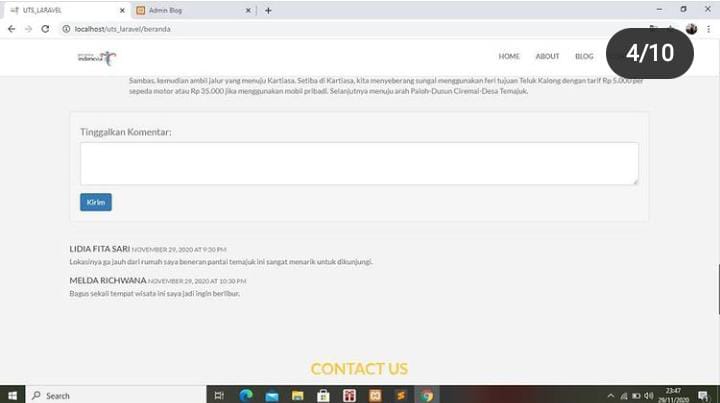 UTS_LARAVEL
Admin Blog
localhost/uts_laravel/beranda
indonesia
HOME
ABOUT
BLOG
4/10
Sambas, kemudian ambil jalur yang menuju Kartiasa. Setiba di Kartiasa, kita menyeberang sungai menggunakan feri tujuan Teluk Kalong dengan tarif Rp 5.000 per
sepeda motor atau Rp 35.000 jika menggunakan mobil pribadi. Selanjutnya menuju arah Paloh-Dusun Ciremai-Desa Temajuk.
Tinggalkan Komentar:
Kirim
LIDIA FITA SARI NOVEMBER 29, 2020 AT 9:30 PM
Lokasinya ga jauh dari rumah saya beneran pantai temajuk ini sangat menarik untuk dikunjungi.
MELDA RICHWANA NOVEMBER 29, 2020 AT 10:30 PM
Bagus sekali tempat wisata ini saya jadi ingin berlibur.
CONTACT US
Search
23:47
29/11/2020